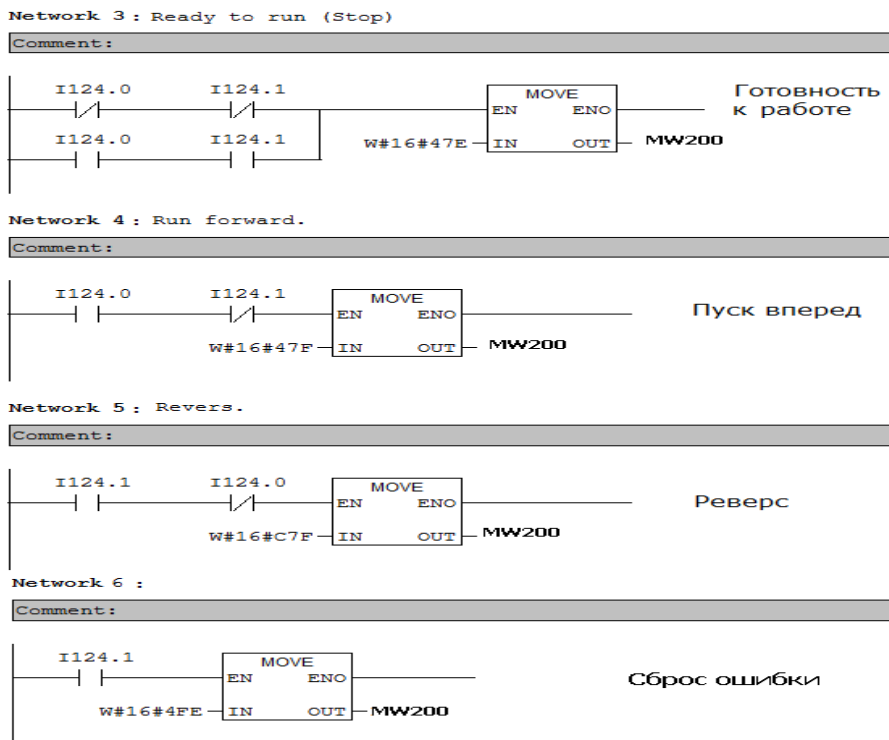 Network 3 : Ready to run (Stop)
Comment:
I124.0 I124.1 MOVE Готовность
EN ENO к работе
I124.0 I124.1 W#16#47E IN OUT MW200
Network 4 : Run forward.
Comment:
I124.0 I124.1 MOVE
EN ENO Пуск вперед
W#16#47F IN OUT MW200
Network 5 : Revers.
Comment:
I124.1 I124.0 MOVE
EN ENO Реверс
W#16#C7F IN OUT MW200
Network 6 :
Comment:
I124.1 MOVE
EN ENO Сброс ошибки
W#16#4FE IN OUT MW200